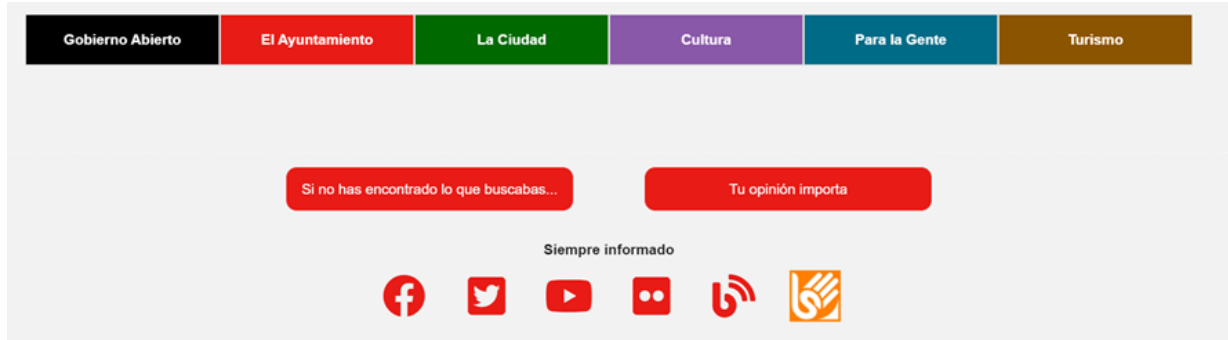 Gobierno Abierto
El Ayuntamiento
La Ciudad
Cultura
Para la Gente
Turismo
Si no has encontrado lo que buscabas...
Tu opinión importa
Siempre informado